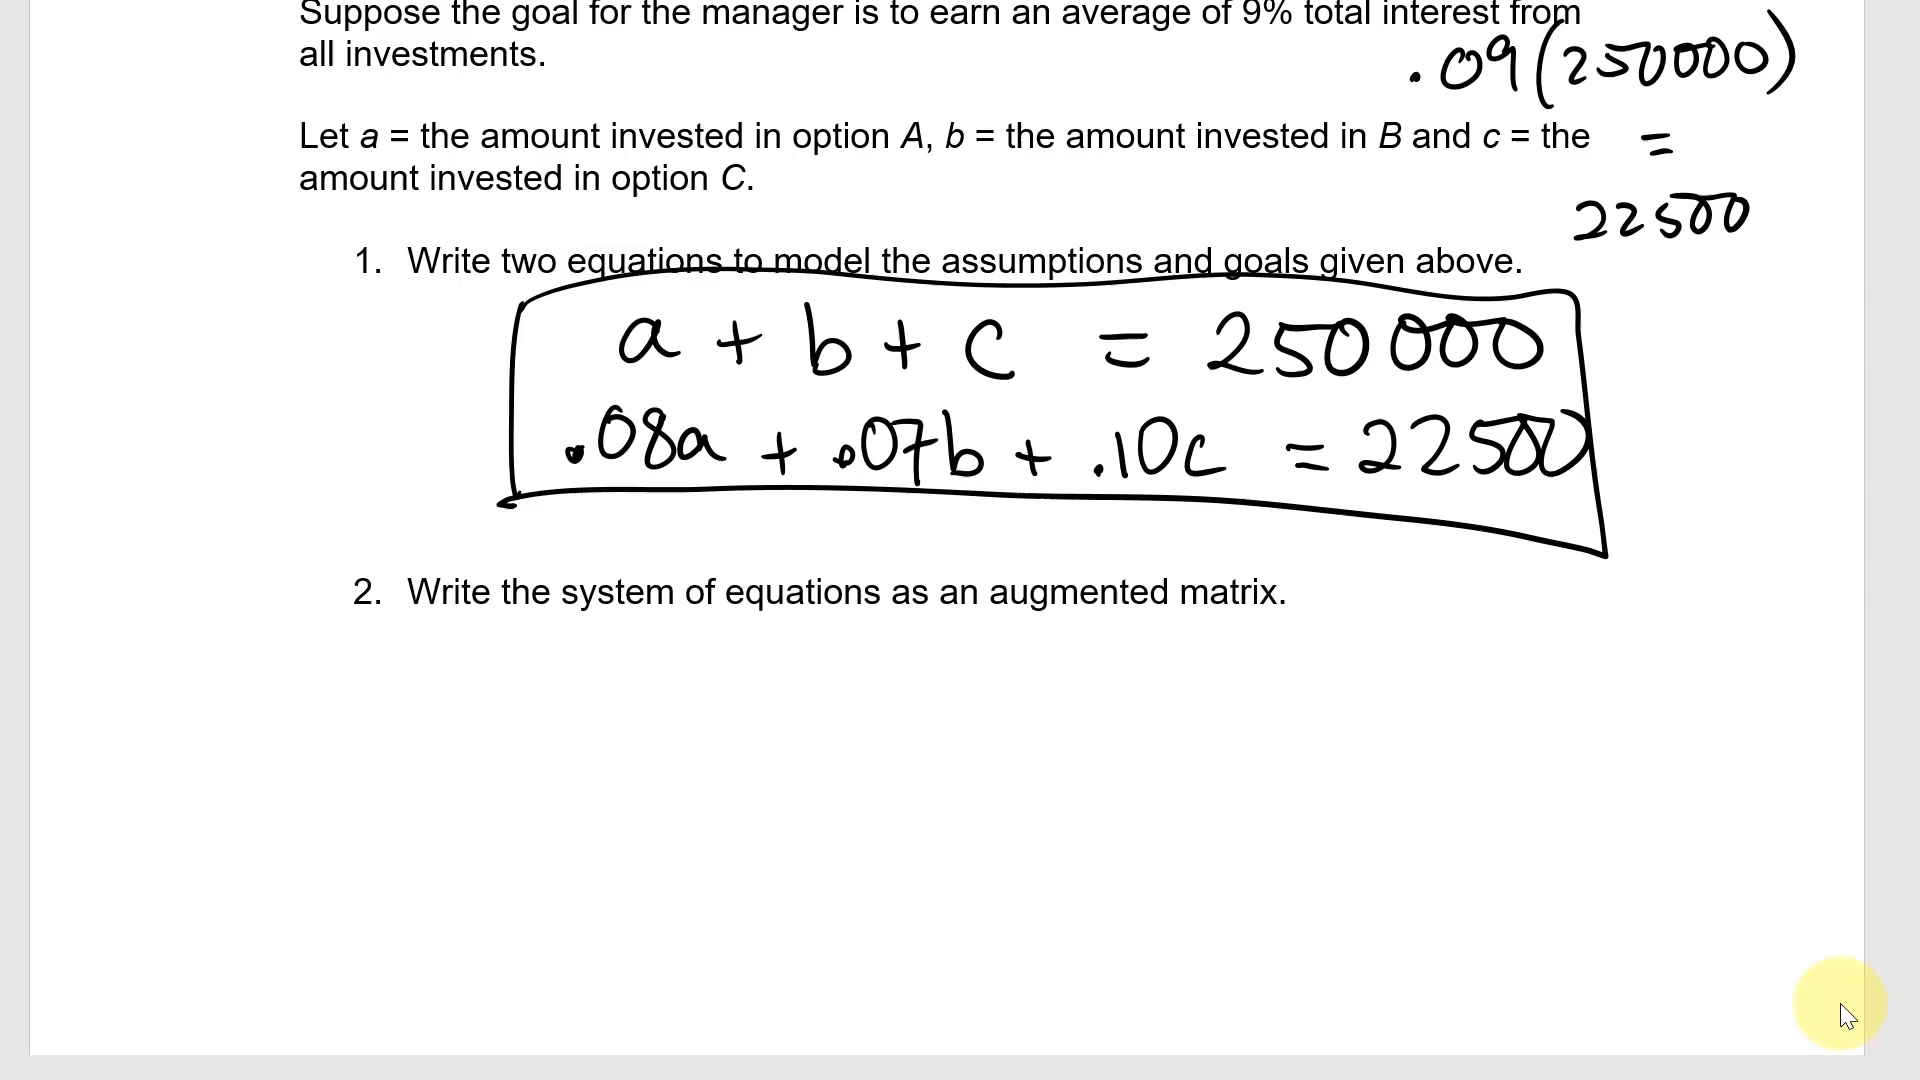 Suppose the goal for the manager is to earn an average of 9% total interest from
all investments.
.09(250000)
=
22500
Let a = the amount invested in option A, b = the amount invested in B and c = the
amount invested in option C.
1. Write two equations to model the assumptions and goals given above.
a + b + c = 250000
.08a + .07b + .10c = 22500
2. Write the system of equations as an augmented matrix.